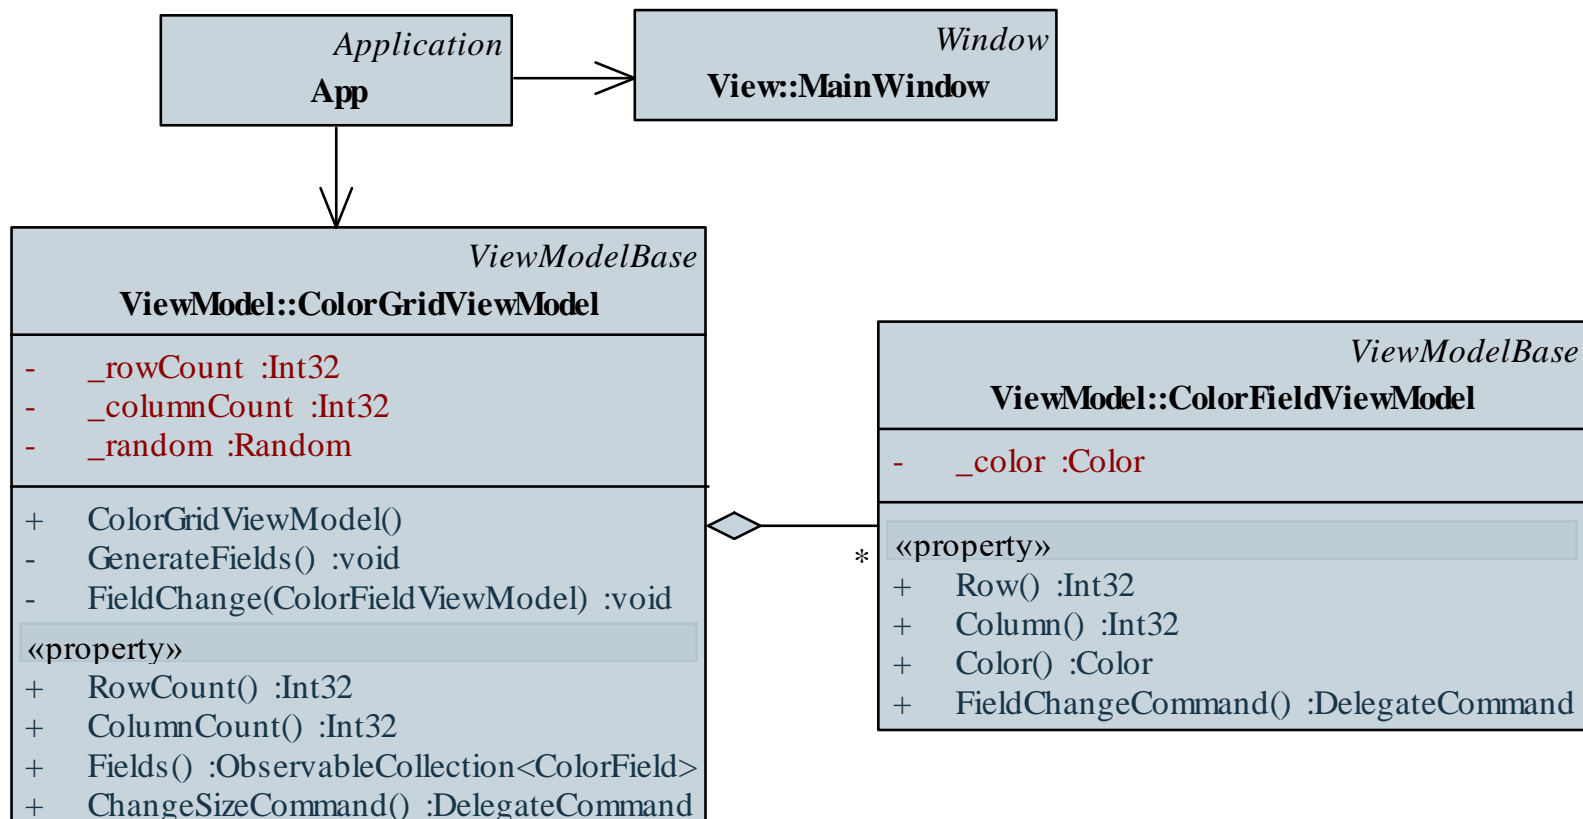 Application
App
Window
View::MainWindow
ViewModelBase
ViewModel::ColorGridViewModel
- _rowCount :Int32
- _columnCount :Int32
- _random :Random
+ ColorGridViewModel()
- GenerateFields() :void
- FieldChange(ColorFieldViewModel) :void
«property»
+ RowCount() :Int32
+ ColumnCount() :Int32
+ Fields() :ObservableCollection<ColorField>
+ ChangeSizeCommand() :DelegateCommand
*
ViewModelBase
ViewModel::ColorFieldViewModel
- _color :Color
«property»
+ Row() :Int32
+ Column() :Int32
+ Color() :Color
+ FieldChangeCommand() :DelegateCommand